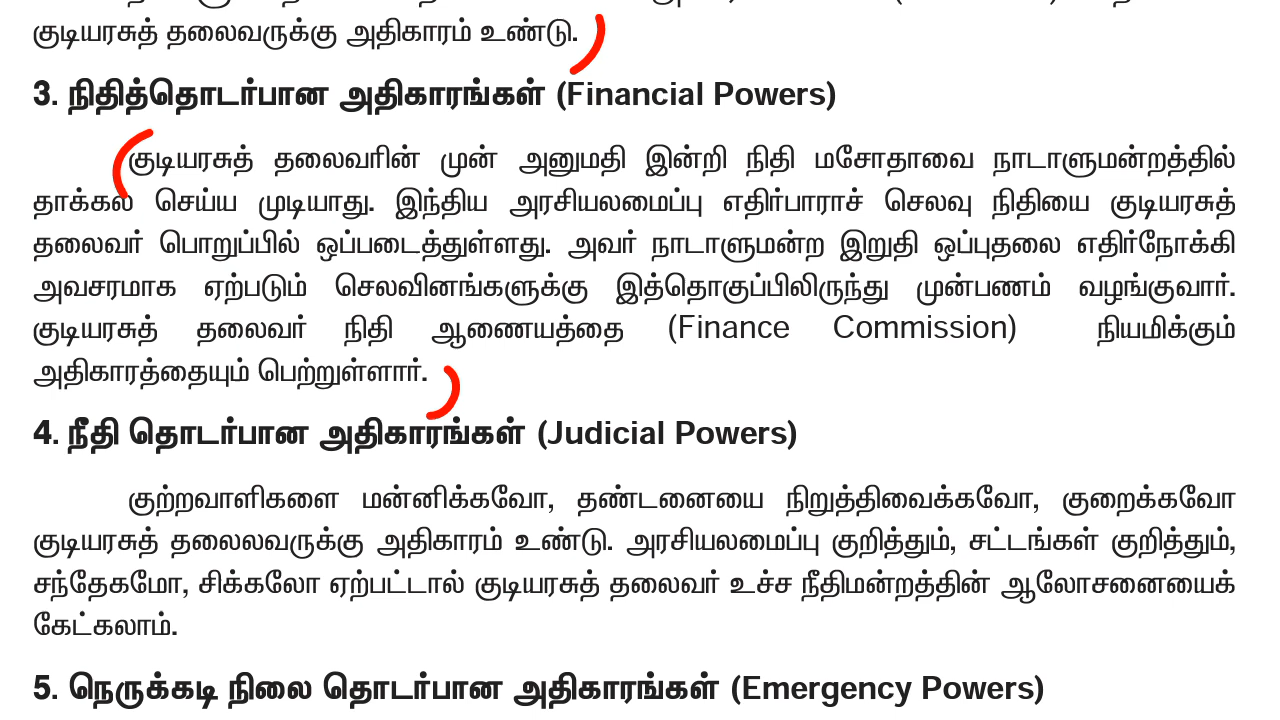 குடியரசுத் தலைவருக்கு அதிகாரம் உண்டு.
3. நிதித்தொடர்பான அதிகாரங்கள் (Financial Powers)
குடியரசுத் தலைவரின் முன் அனுமதி இன்றி நிதி மசோதாவை நாடாளுமன்றத்தில்
தாக்கல் செய்ய முடியாது. இந்திய அரசியலமைப்பு எதிர்பாராச் செலவு நிதியை குடியரசுத்
தலைவர் பொறுப்பில் ஒப்படைத்துள்ளது. அவர் நாடாளுமன்ற இறுதி ஒப்புதலை எதிர்நோக்கி
அவசரமாக ஏற்படும் செலவினங்களுக்கு இத்தொகுப்பிலிருந்து முன்பணம் வழங்குவார்.
குடியரசுத் தலைவர் நிதி ஆணையத்தை (Finance Commission) நியமிக்கும்
அதிகாரத்தையும் பெற்றுள்ளார்.
4. நீதி தொடர்பான அதிகாரங்கள் (Judicial Powers)
குற்றவாளிகளை மன்னிக்கவோ, தண்டனையை நிறுத்திவைக்கவோ, குறைக்கவோ
குடியரசுத் தலைலவருக்கு அதிகாரம் உண்டு. அரசியலமைப்பு குறித்தும், சட்டங்கள் குறித்தும்,
சந்தேகமோ, சிக்கலோ ஏற்பட்டால் குடியரசுத் தலைவர் உச்ச நீதிமன்றத்தின் ஆலோசனையைக்
கேட்கலாம்.
5. நெருக்கடி நிலை தொடர்பான அதிகாரங்கள் (Emergency Powers)